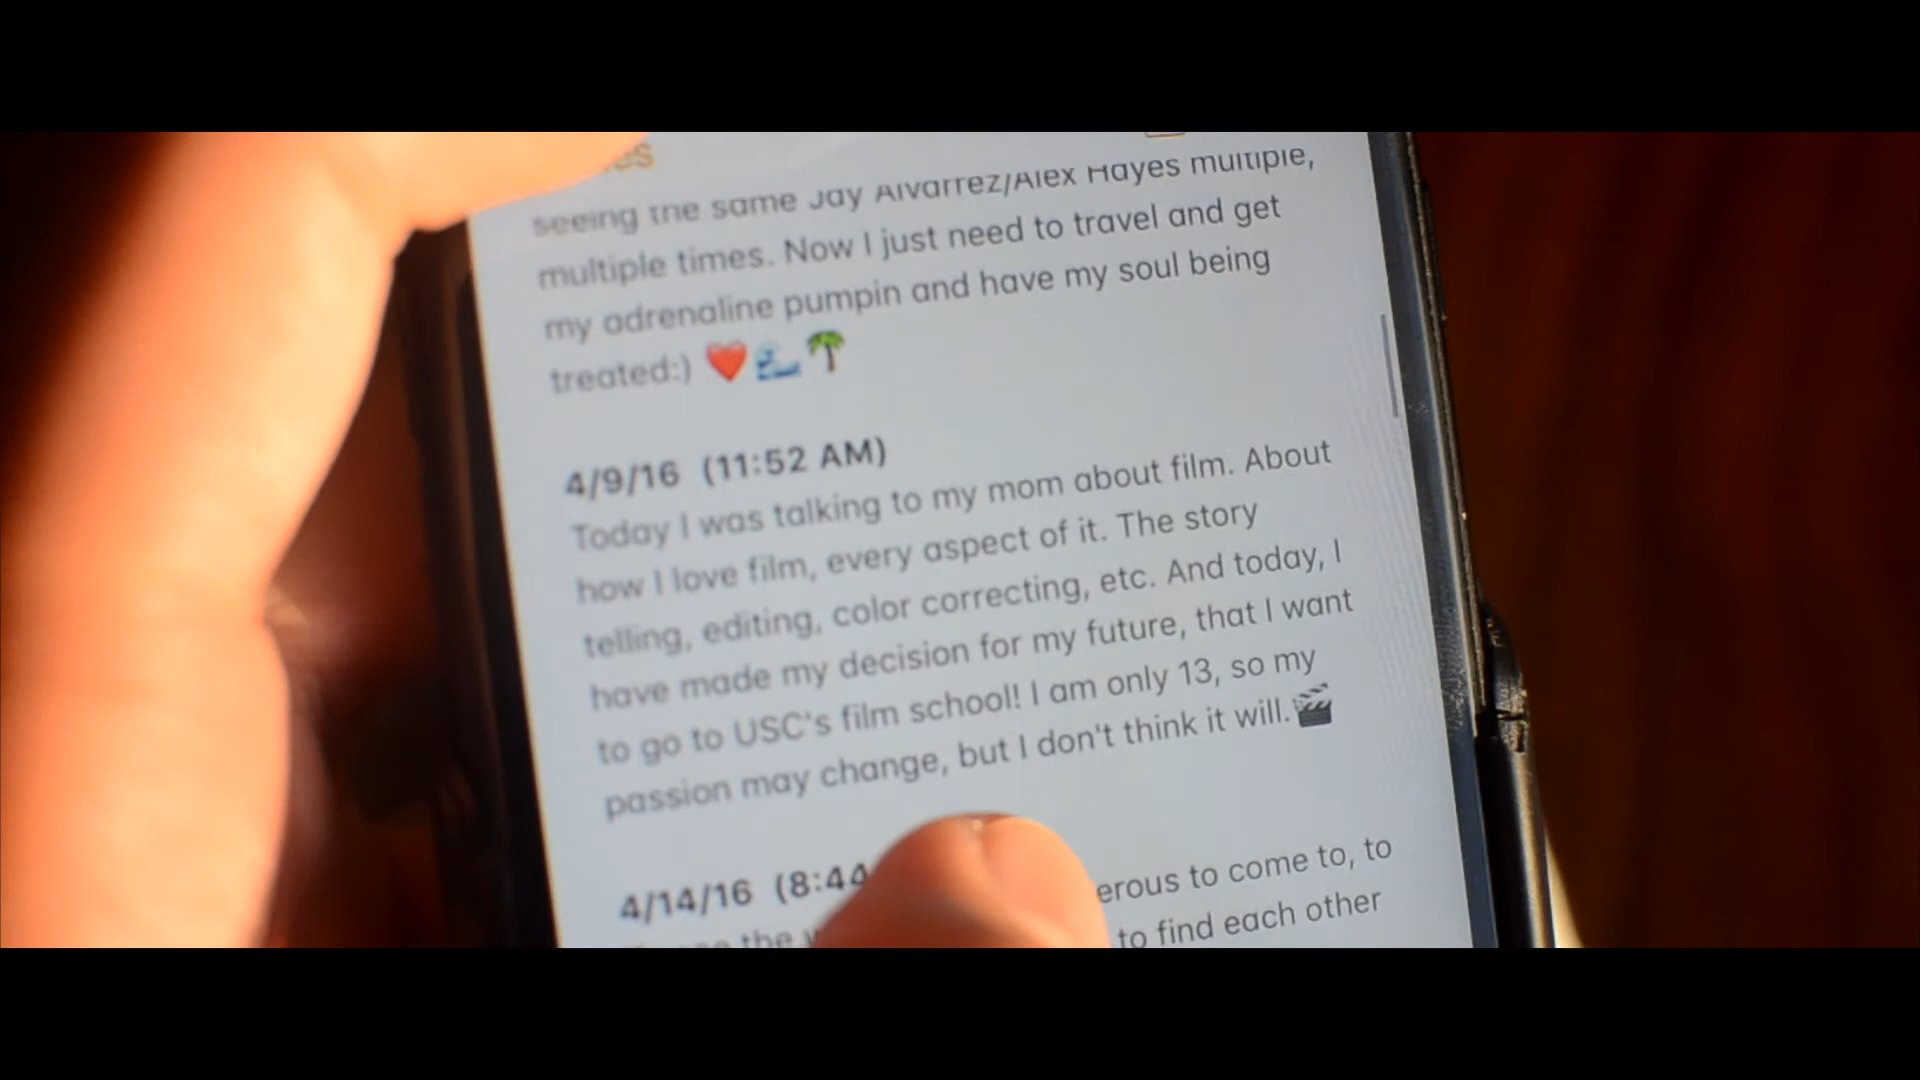 seeing the same Jay Alvarrez/Alex Hayes multiple,
multiple times. Now I just need to travel and get
my adrenaline pumpin and have my soul being
treated:) ❤️🌊🌴
4/9/16 (11:52 AM)
Today I was talking to my mom about film. About
how I love film, every aspect of it. The story
telling, editing, color correcting, etc. And today, I
have made my decision for my future, that I want
to go to USC's film school! I am only 13, so my
passion may change, but I don't think it will.🎬
4/14/16 (8:44
erous to come to, to
the
to find each other